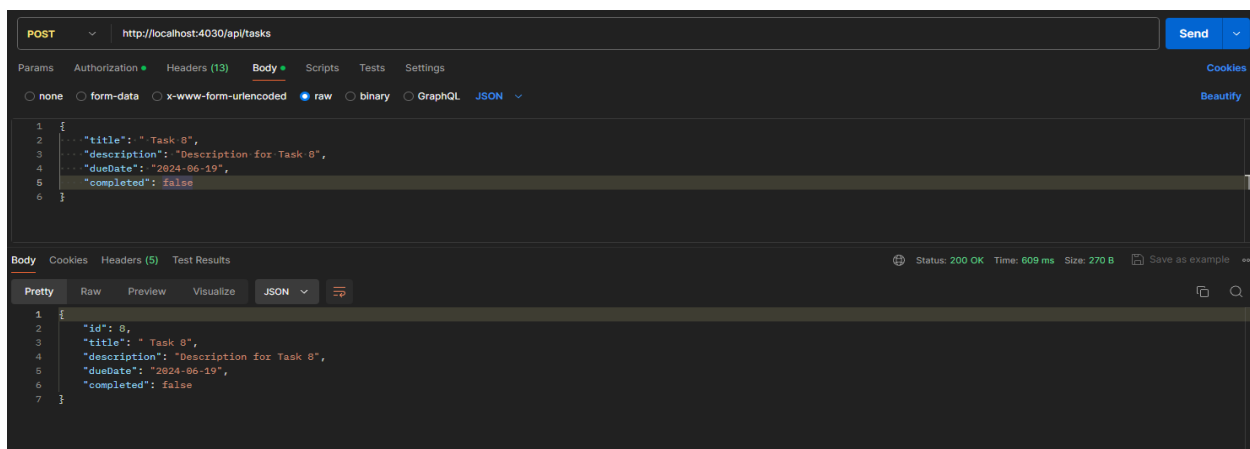 POST http://localhost:4030/api/tasks Send
Params Authorization Headers (13) Body Scripts Tests Settings Cookies
none form-data x-www-form-urlencoded raw binary GraphQL JSON Beautify
1 {
2 "title": " Task 8",
3 "description": "Description for Task 8",
4 "dueDate": "2024-06-19",
5 "completed": false
6 }
Body Cookies Headers (5) Test Results Status: 200 OK Time: 609 ms Size: 270 B Save as example
Pretty Raw Preview Visualize JSON
1 {
2 "id": 8,
3 "title": " Task 8",
4 "description": "Description for Task 8",
5 "dueDate": "2024-06-19",
6 "completed": false
7 }